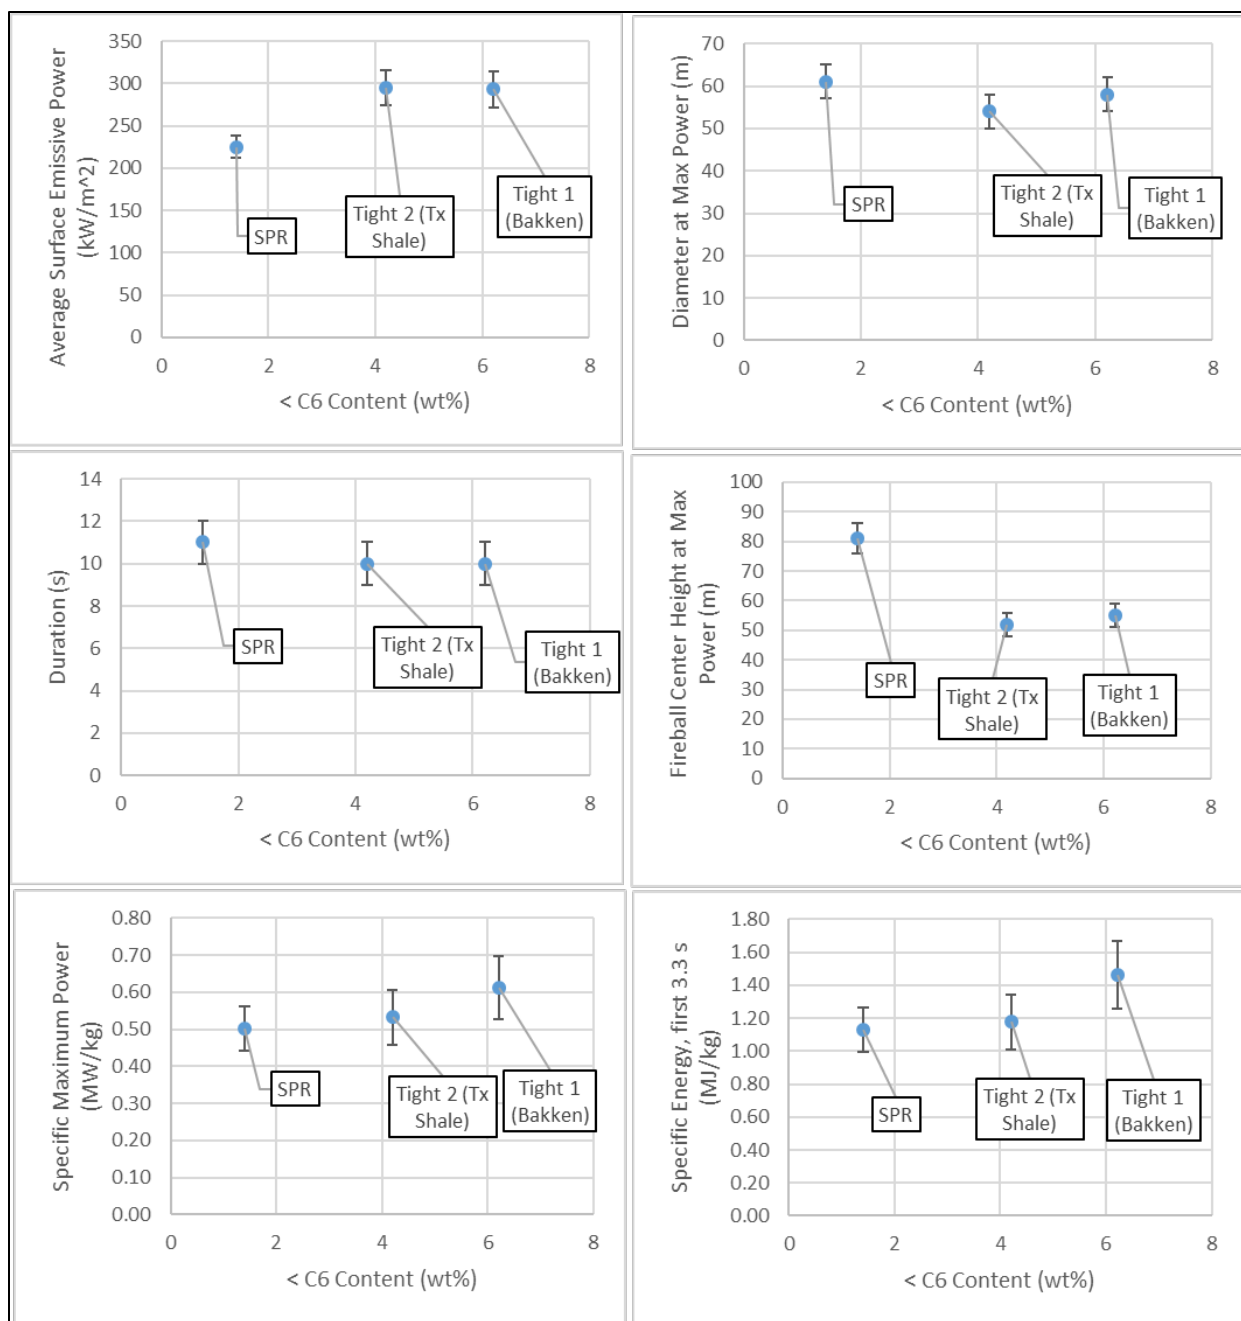 Average Surface Emissive Power
(kW/m^2)
350
300
250
200
150
100
50
0
0 2 4 6 8
< C6 Content (wt%)
SPR
Tight 2 (Tx
Shale)
Tight 1
(Bakken)
Diameter at Max Power (m)
70
60
50
40
30
20
10
0
0 2 4 6 8
< C6 Content (wt%)
SPR
Tight 2 (Tx
Shale)
Tight 1
(Bakken)
Duration (s)
14
12
10
8
6
4
2
0
0 2 4 6 8
< C6 Content (wt%)
SPR
Tight 2 (Tx
Shale)
Tight 1
(Bakken)
Fireball Center Height at Max
Power (m)
100
90
80
70
60
50
40
30
20
10
0
0 2 4 6 8
< C6 Content (wt%)
SPR
Tight 2 (Tx
Shale)
Tight 1
(Bakken)
Specific Maximum Power
(MW/kg)
0.80
0.70
0.60
0.50
0.40
0.30
0.20
0.10
0.00
0 2 4 6 8
< C6 Content (wt%)
SPR
Tight 2 (Tx
Shale)
Tight 1
(Bakken)
Specific Energy, first 3.3 s
(MJ/kg)
1.80
1.60
1.40
1.20
1.00
0.80
0.60
0.40
0.20
0.00
0 2 4 6 8
< C6 Content (wt%)
SPR
Tight 2 (Tx
Shale)
Tight 1
(Bakken)